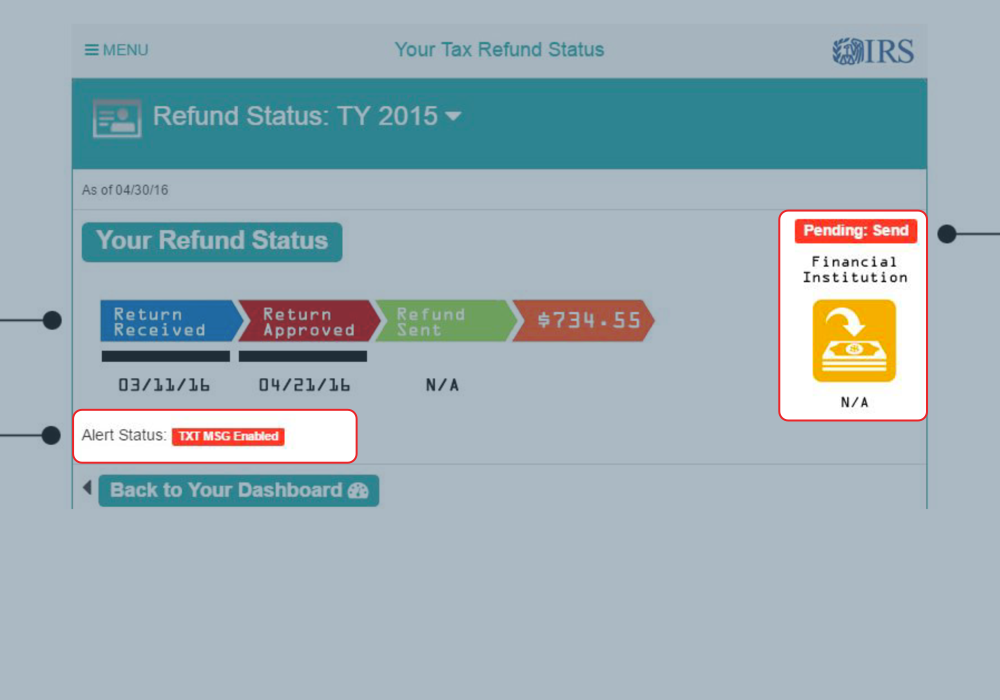 MENU
Your Tax Refund Status
IRS
Refund Status: TY 2015
As of 04/30/16
Your Refund Status
Pending: Send
Financial
Institution
N/A
Return
Received
Return
Approved
Refund
Sent
$734.55
03/11/16
04/21/16
N/A
Alert Status: TXT MSG Enabled
Back to Your Dashboard